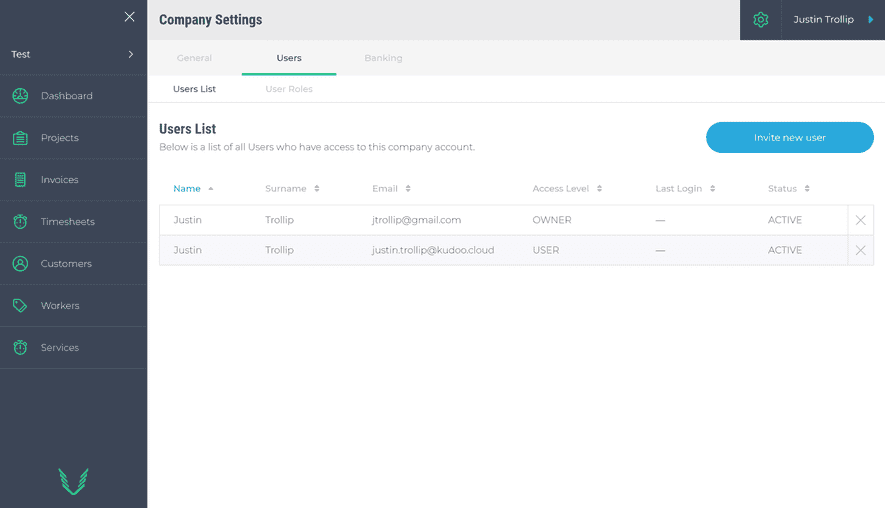 Company Settings
Justin Trollip
Test
General Users Banking
Users List User Roles
Dashboard
Projects
Invoices
Timesheets
Customers
Workers
Services
Users List
Below is a list of all Users who have access to this company account.
Invite new user
Name Surname Email Access Level Last Login Status
Justin Trollip jtrollip@gmail.com OWNER — ACTIVE
Justin Trollip justin.trollip@kudoo.cloud USER — ACTIVE